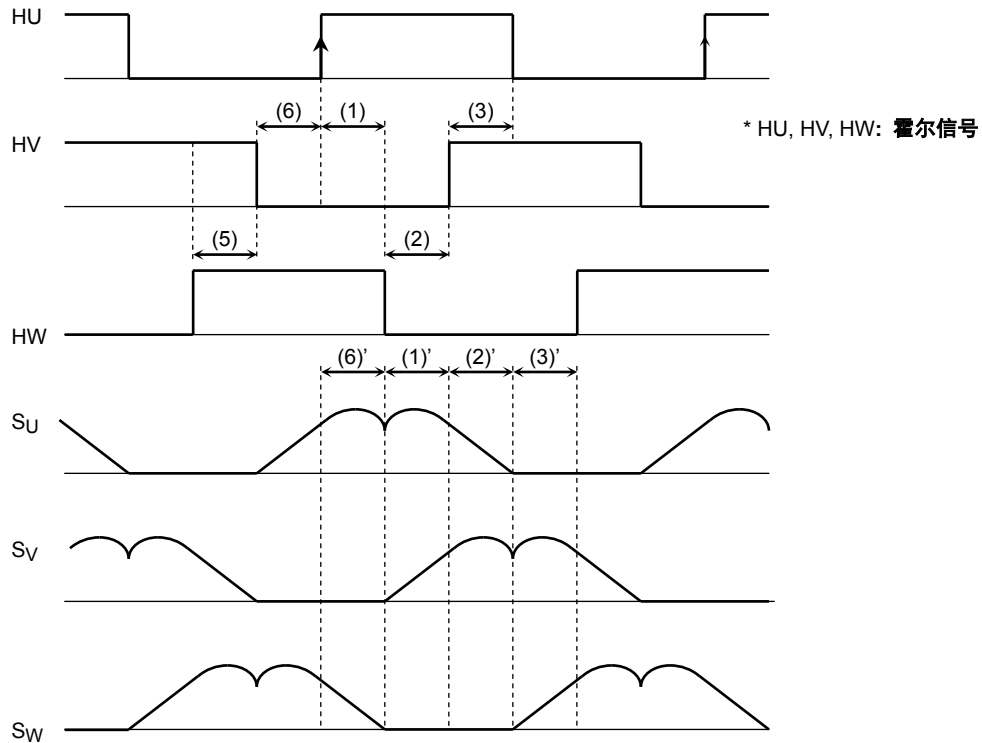 HU
(6) (1) (3)
* HU, HV, HW: 霍尔信号
HV
(5) (2)
HW
(6)’ (1)’ (2)’ (3)’
SU
SV
SW